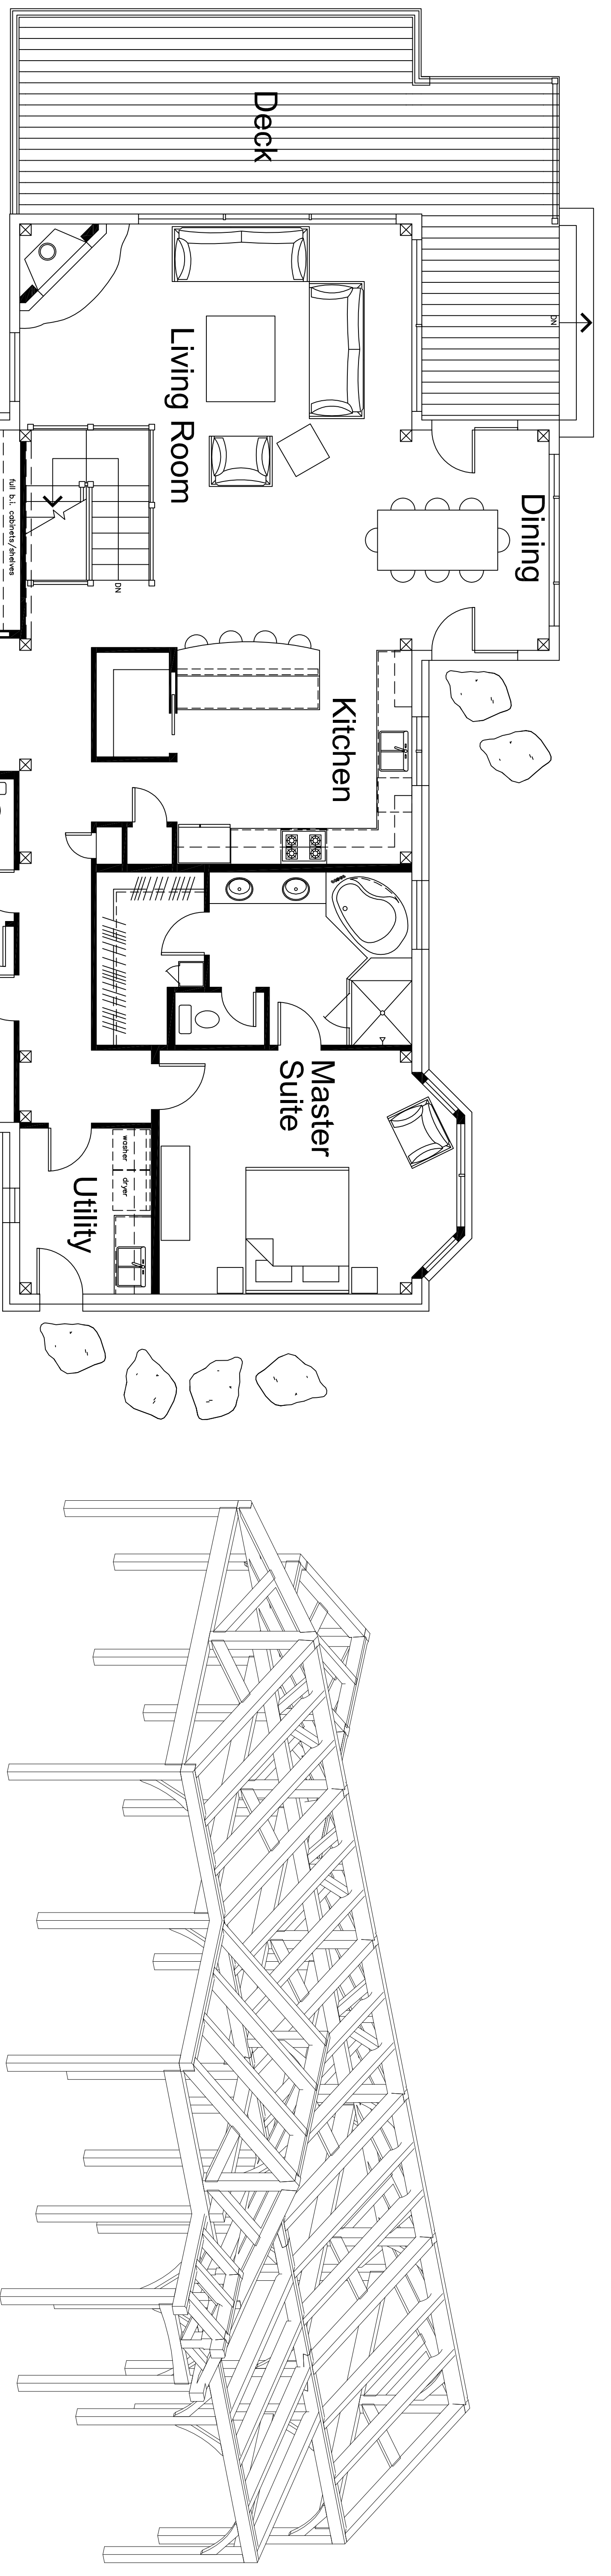 Deck
DN
Living Room
Dining
full b.i. cabinets/shelves
DN
Kitchen
Master
Suite
washer
dryer
Utility